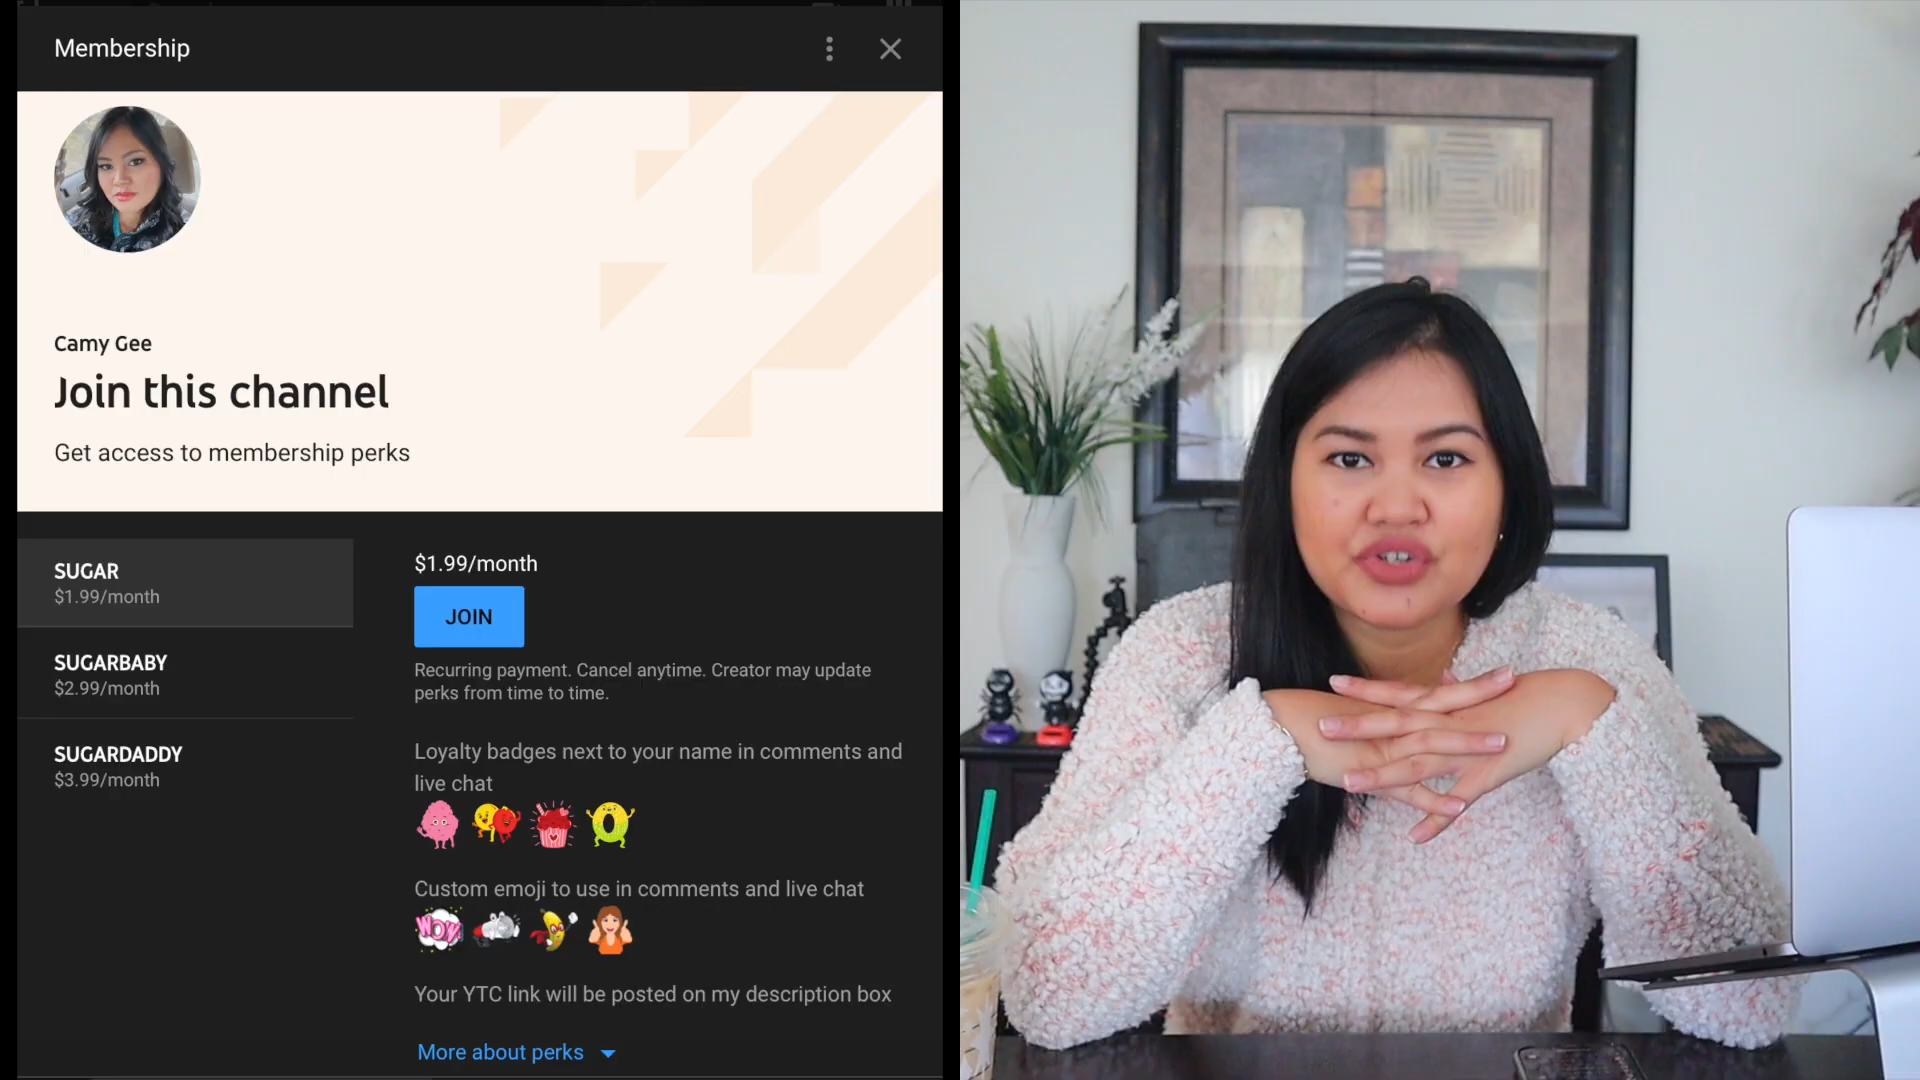 Membership
Camy Gee
Join this channel
Get access to membership perks
SUGAR
$1.99/month
SUGARBABY
$2.99/month
SUGARDADDY
$3.99/month
$1.99/month
JOIN
Recurring payment. Cancel anytime. Creator may update
perks from time to time.
Loyalty badges next to your name in comments and
live chat
Custom emoji to use in comments and live chat
WOW
Your YTC link will be posted on my description box
More about perks